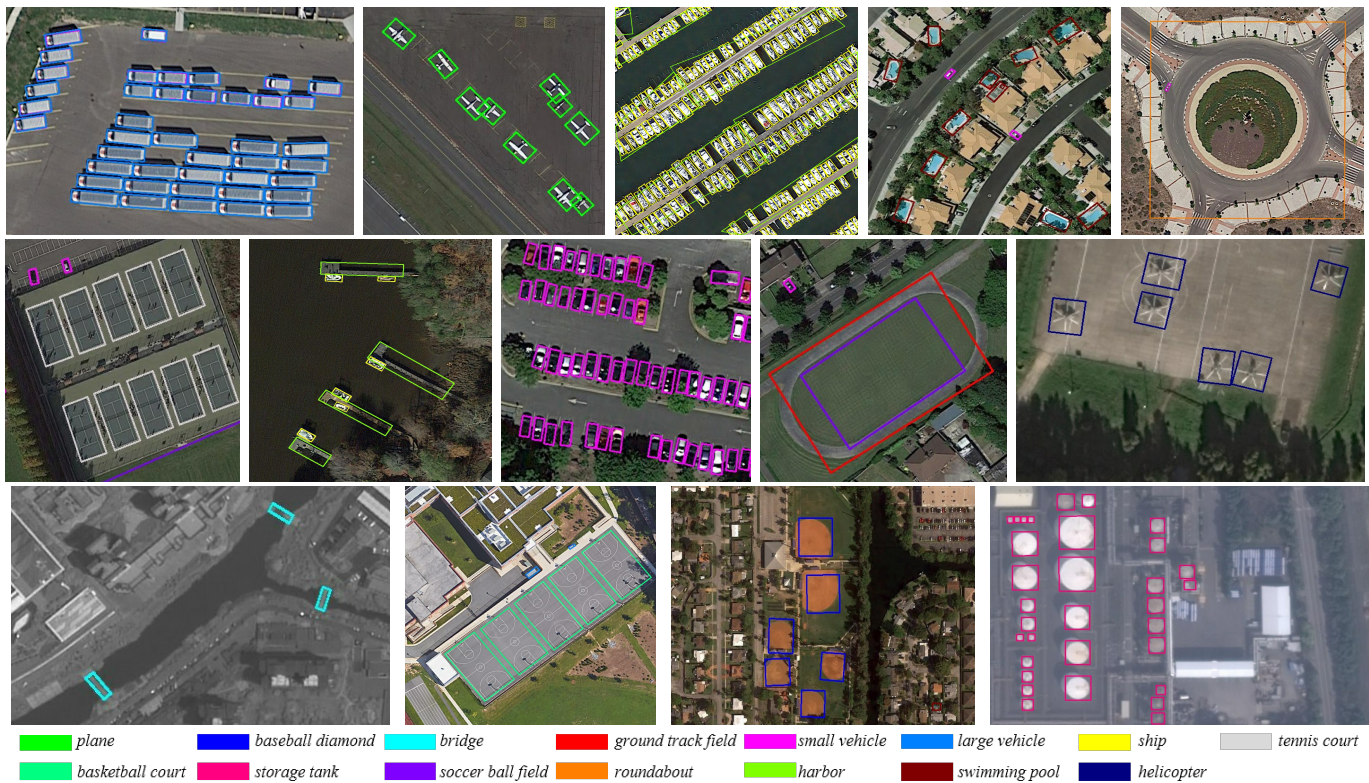 plane baseball diamond bridge ground track field small vehicle large vehicle ship tennis court
basketball court storage tank soccer ball field roundabout harbor swimming pool helicopter